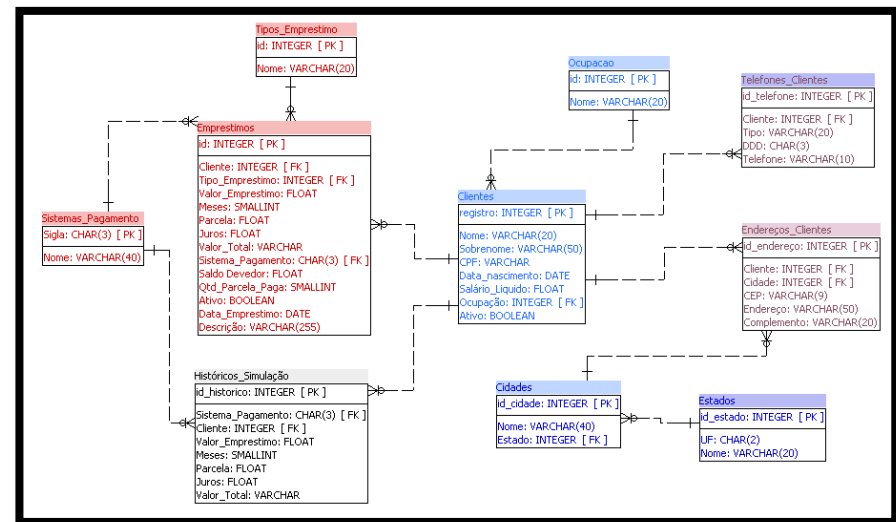 Tipos_Emprestimo
id: INTEGER [ PK ]
Nome: VARCHAR(20)
Ocupacao
id: INTEGER [ PK ]
Nome: VARCHAR(20)
Telefones_Clientes
id_telefone: INTEGER [ PK ]
Cliente: INTEGER [ FK ]
Tipo: VARCHAR(20)
DDD: CHAR(3)
Telefone: VARCHAR(10)
Emprestimos
id: INTEGER [ PK ]
Cliente: INTEGER [ FK ]
Tipo_Emprestimo: INTEGER [ FK ]
Valor_Emprestimo: FLOAT
Meses: SMALLINT
Parcela: FLOAT
Juros: FLOAT
Valor_Total: VARCHAR
Sistema_Pagamento: CHAR(3) [ FK ]
Saldo Devedor: FLOAT
Qtd_Parcela_Paga: SMALLINT
Ativo: BOOLEAN
Data_Emprestimo: DATE
Descrição: VARCHAR(255)
Clientes
registro: INTEGER [ PK ]
Nome: VARCHAR(20)
Sobrenome: VARCHAR(50)
CPF: VARCHAR
Data_nascimento: DATE
Salário_Liquido: FLOAT
Ocupação: INTEGER [ FK ]
Ativo: BOOLEAN
Sistemas_Pagamento
Sigla: CHAR(3) [ PK ]
Nome: VARCHAR(40)
Endereços_Clientes
id_endereço: INTEGER [ PK ]
Cliente: INTEGER [ FK ]
Cidade: INTEGER [ FK ]
CEP: VARCHAR(9)
Endereço: VARCHAR(50)
Complemento: VARCHAR(20)
Históricos_Simulação
id_historico: INTEGER [ PK ]
Sistema_Pagamento: CHAR(3) [ FK ]
Cliente: INTEGER [ FK ]
Valor_Emprestimo: FLOAT
Meses: SMALLINT
Parcela: FLOAT
Juros: FLOAT
Valor_Total: VARCHAR
Cidades
id_cidade: INTEGER [ PK ]
Nome: VARCHAR(40)
Estado: INTEGER [ FK ]
Estados
id_estado: INTEGER [ PK ]
UF: CHAR(2)
Nome: VARCHAR(20)